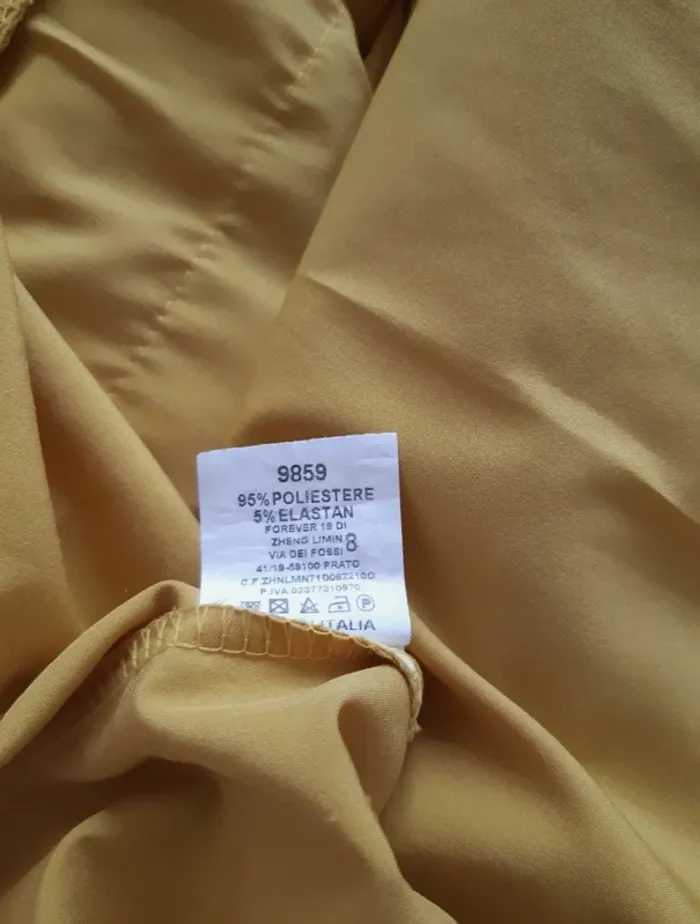 9859
95% POLIESTERE
5% ELASTAN
FOREVER 18 DI
ZHENG LIMIN
8
VIA DEI FOSSI
41/19-59100 PRATO
P.IVA 02377310970
P
ITALIA